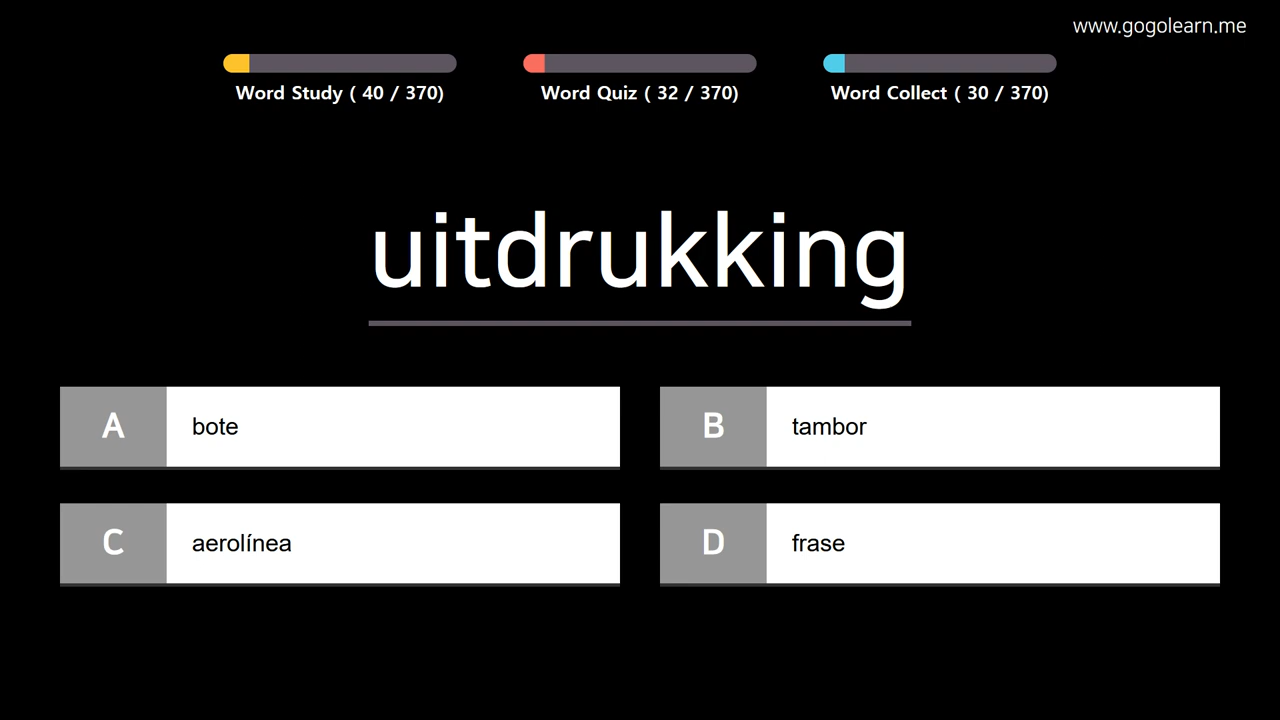 www.gogolearn.me
Word Study ( 40 / 370)
Word Quiz ( 32 / 370)
Word Collect ( 30 / 370)
uitdrukking
A bote
B tambor
C aerolínea
D frase